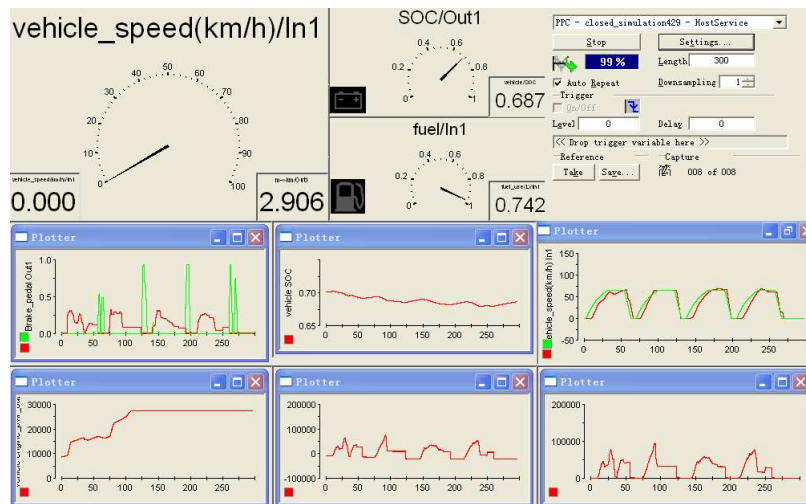 vehicle_speed(km/h)/In1
50
40
60
30
70
20
80
10
90
0
100
vehicle_speed(km/h)/In1
0.000
2.906
SOC/Out1
0.4
0.6
0.2
0.8
0
1
vehicle/SOC
0.687
fuel/In1
0.4
0.6
0.2
0.8
0
1
fuel_use(L)/In1
0.742
PPC - closed_simulation429 - HostService
Stop
Settings...
99 %
Length
300
Auto Repeat
Downsampling
1
Trigger
On/Off
Level
0
Delay
0
<< Drop trigger variable here >>
Reference
Capture
Take
Save...
008 of 008
Plotter
Brake_pedal Out1
1.0
0.5
0.0
0 50 100 150 200 250
Plotter
vehicle SOC
0.70
0.65
0 50 100 150 200 250
Plotter
150
100
50
0
-50
0 50 100 150 200 250
Plotter
30000
20000
10000
0
0 50 100 150 200 250
Plotter
200000
100000
0
-100000
0 50 100 150 200 250
Plotter
200000
100000
0
0 50 100 150 200 250